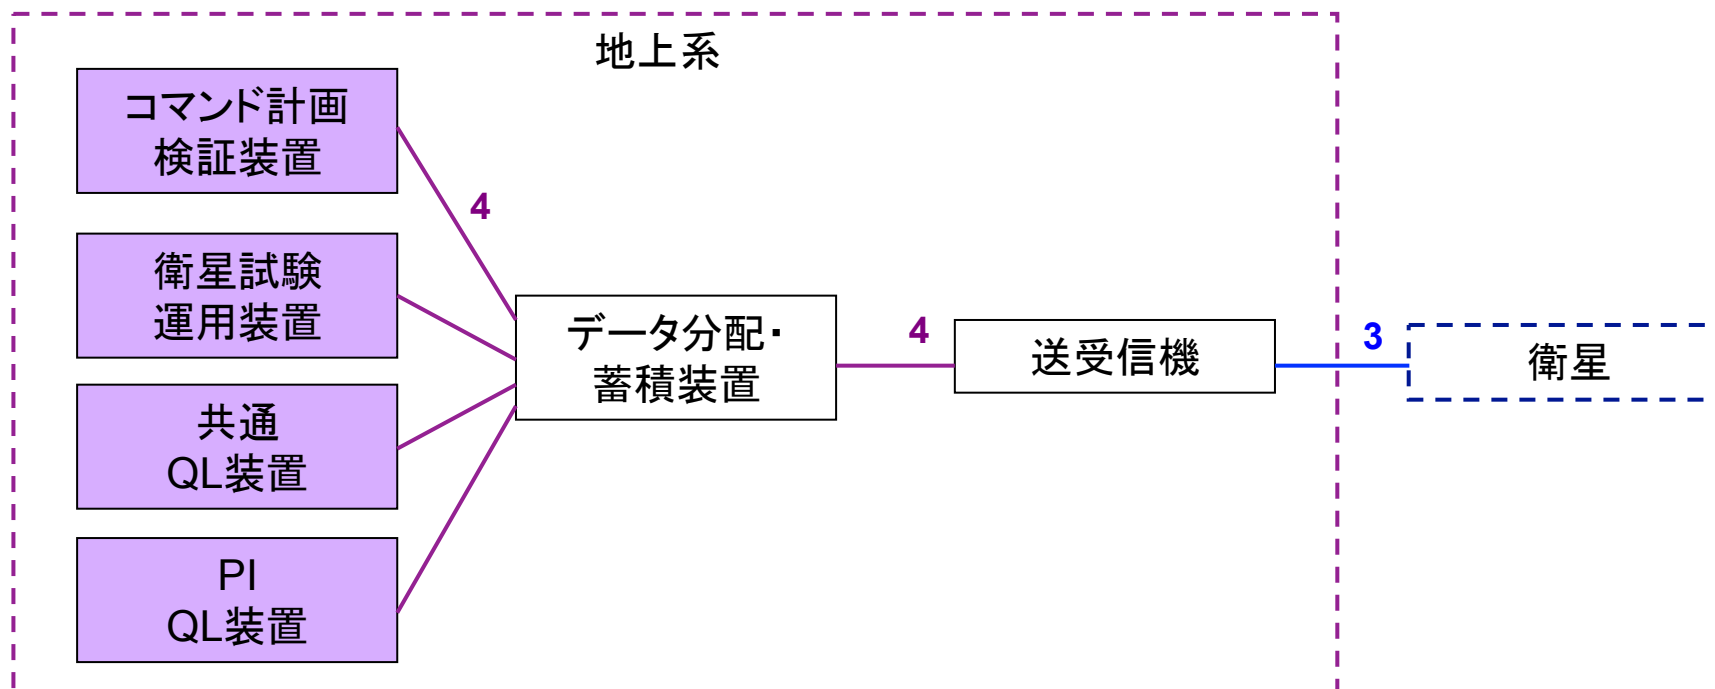 地上系
コマンド計画
検証装置
4
衛星試験
運用装置
データ分配・
蓄積装置
4
送受信機
3
衛星
共通
QL装置
PI
QL装置